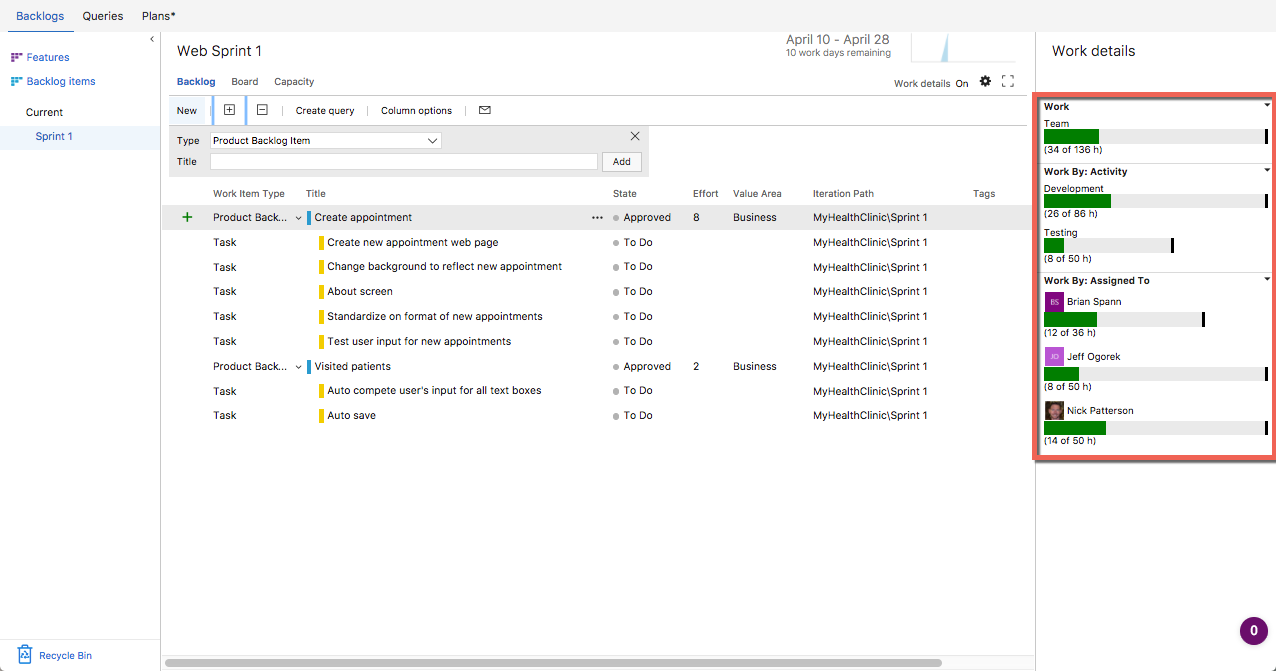 Backlogs Queries Plans*
Features
Backlog items
Current
Sprint 1
Recycle Bin
Web Sprint 1
April 10 - April 28
10 work days remaining
Backlog Board Capacity
Work details On
New Create query Column options
Type Product Backlog Item
Title Add
Work Item Type Title State Effort Value Area Iteration Path Tags
Product Back... Create appointment ... Approved 8 Business MyHealthClinic\Sprint 1
Task Create new appointment web page To Do MyHealthClinic\Sprint 1
Task Change background to reflect new appointment To Do MyHealthClinic\Sprint 1
Task About screen To Do MyHealthClinic\Sprint 1
Task Standardize on format of new appointments To Do MyHealthClinic\Sprint 1
Task Test user input for new appointments To Do MyHealthClinic\Sprint 1
Product Back... Visited patients Approved 2 Business MyHealthClinic\Sprint 1
Task Auto compete user's input for all text boxes To Do MyHealthClinic\Sprint 1
Task Auto save To Do MyHealthClinic\Sprint 1
Work details
Work
Team
(34 of 136 h)
Work By: Activity
Development
(26 of 86 h)
Testing
(8 of 50 h)
Work By: Assigned To
BS Brian Spann
(12 of 36 h)
JO Jeff Ogorek
(8 of 50 h)
Nick Patterson
(14 of 50 h)
0